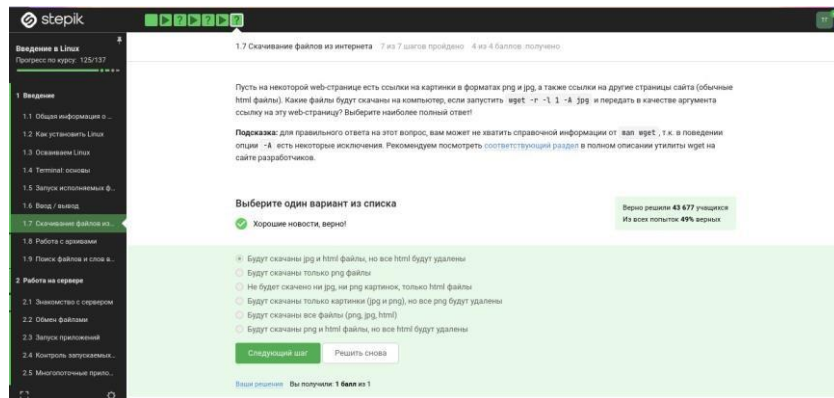 stepik
??
Введение в Linux
Прогресс по курсу: 125/137
1.7 Скачивание файлов из интернета 7 из 7 шагов пройдено 4 из 4 баллов получено
1 Введение
1.1 Общая информация о ...
1.2 Как установить Linux
1.3 Осваиваем Linux
1.4 Terminal: основы
1.5 Запуск исполняемых ф...
1.6 Ввод / вывод
1.7 Скачивание файлов из...
1.8 Работа с архивами
1.9 Поиск файлов и слов в...
2 Работа на сервере
2.1 Знакомство с сервером
2.2 Обмен файлами
2.3 Запуск приложений
2.4 Контроль запускаемых...
2.5 Многопоточные прило...
Пусть на некоторой web-странице есть ссылки на картинки в форматах png и jpg, а также ссылки на другие страницы сайта (обычные
html файлы). Какие файлы будут скачаны на компьютер, если запустить wget -r -l 1 -A jpg и передать в качестве аргумента
ссылку на эту web-страницу? Выберите наиболее полный ответ!
Подсказка: для правильного ответа на этот вопрос, вам может не хватить справочной информации от man wget, т.к. в поведении
опции -A есть некоторые исключения. Рекомендуем посмотреть соответствующий раздел в полном описании утилиты wget на
сайте разработчиков.
Выберите один вариант из списка
Хорошие новости, верно!
Верно решили 43 677 учащихся
Из всех попыток 49% верных
Будут скачаны jpg и html файлы, но все html будут удалены
Будут скачаны только png файлы
Не будет скачено ни jpg, ни png картинок, только html файлы
Будут скачаны только картинки (jpg и png), но все png будут удалены
Будут скачаны все файлы (png, jpg, html)
Будут скачаны png и html файлы, но все html будут удалены
Следующий шаг
Решить снова
Ваши решения Вы получили: 1 балл из 1